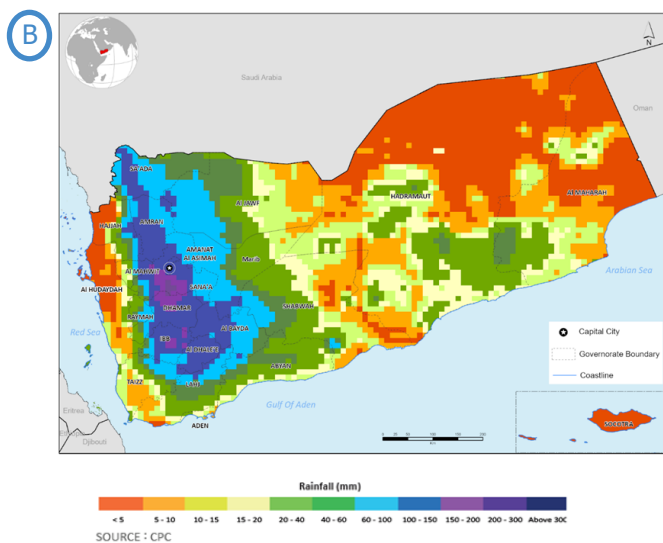 B
N
Saudi Arabia
Oman
SA'ADA
HADRAMAUT
AL MAHARAH
AL JAWF
HAJJAH
AMRAN
AMANAT
AL ASIMAH
Marib
Al MAHWIT
SANA'A
Al HUDAYDAH
DHAMAR
SHABWAH
RAYMAH
Al BAYDA
IBB
Al DHALE'E
ABYAN
TAIZZ
LAHJ
ADEN
Arabian Sea
Red Sea
Gulf Of Aden
Eritrea
Djibouti
Capital City
Governorate Boundary
Coastline
SOCOTRA
Rainfall (mm)
< 5 5 - 10 10 - 15 15 - 20 20 - 40 40 - 60 60 - 100 100 - 150 150 - 200 200 - 300 Above 300
SOURCE : CPC